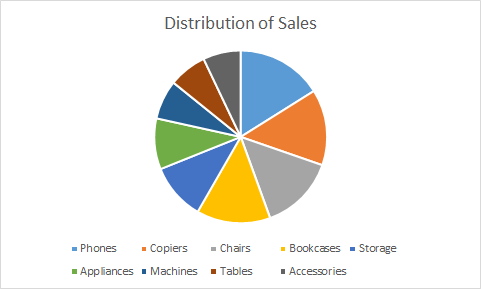 Distribution of Sales
Phones Copiers Chairs Bookcases Storage
Appliances Machines Tables Accessories